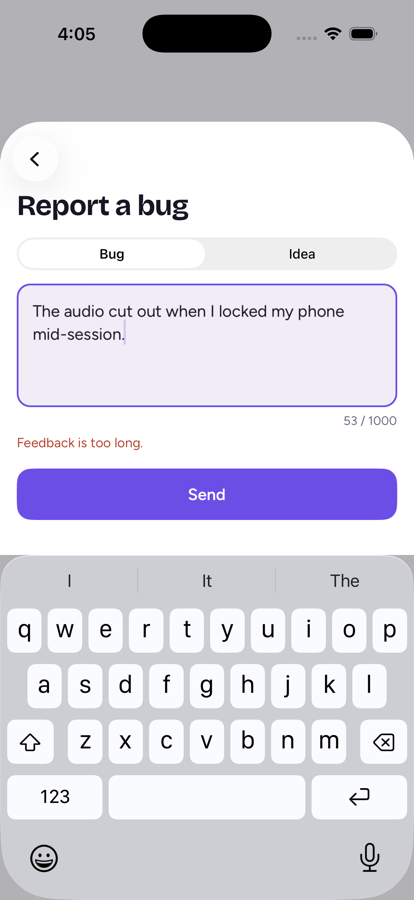 4:05
Report a bug
Bug
Idea
The audio cut out when I locked my phone
mid-session.
53 / 1000
Feedback is too long.
Send
I
It
The
q w e r t y u i o p
a s d f g h j k l
z x c v b n m
123